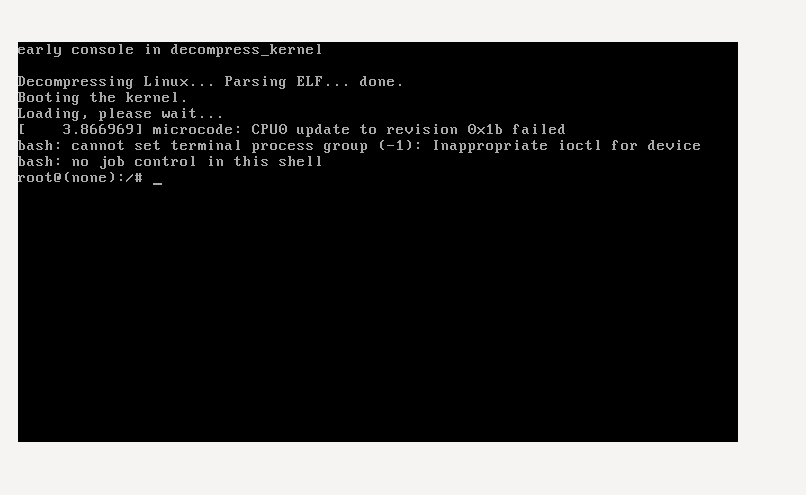 early console in decompress_kernel
Decompressing Linux... Parsing ELF... done.
Booting the kernel.
Loading, please wait...
[    3.866969] microcode: CPU0 update to revision 0x1b failed
bash: cannot set terminal process group (-1): Inappropriate ioctl for device
bash: no job control in this shell
root@(none):/# _